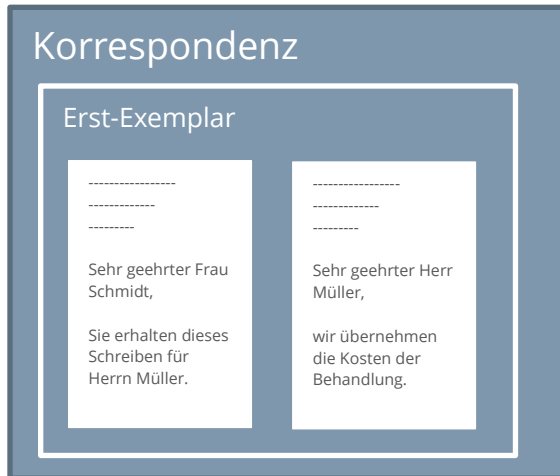 Korrespondenz
Erst-Exemplar
-----------------
-------------
---------
Sehr geehrter Frau
Schmidt,
Sie erhalten dieses
Schreiben für
Herrn Müller.
-----------------
-------------
---------
Sehr geehrter Herr
Müller,
wir übernehmen
die Kosten der
Behandlung.